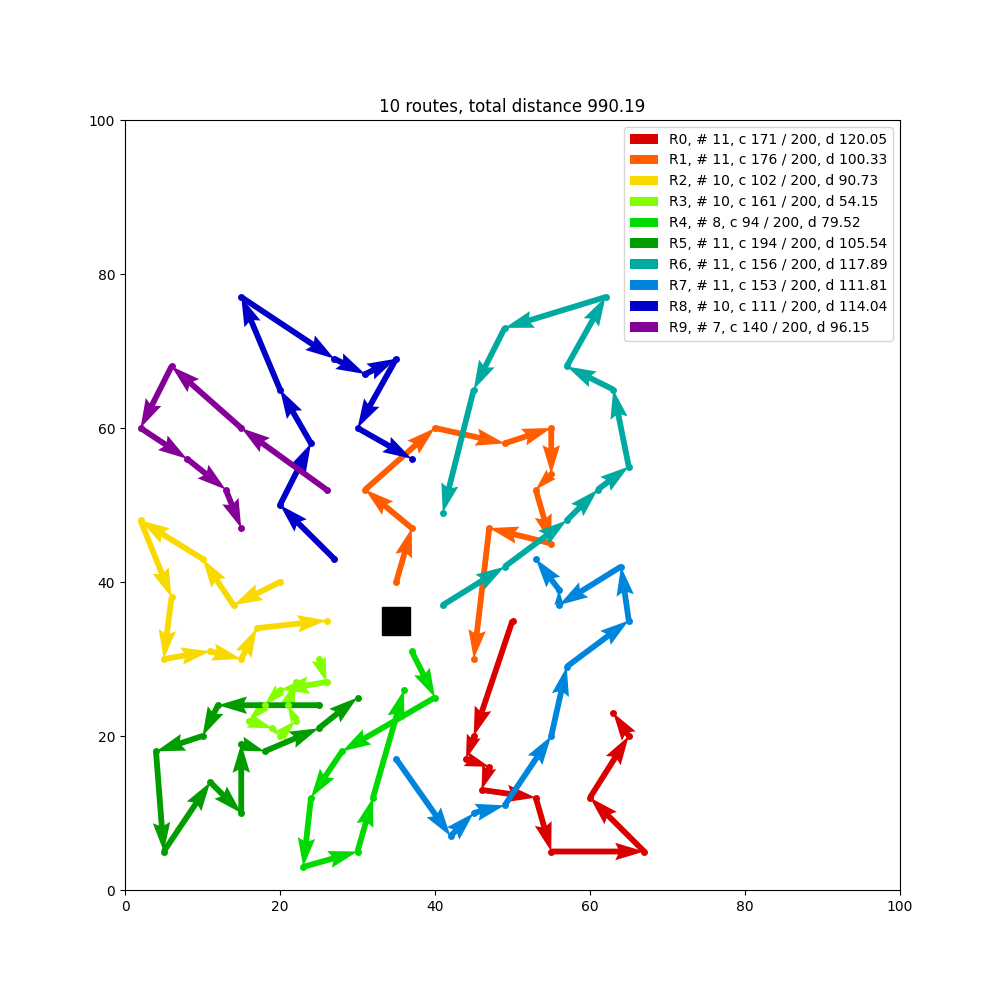 10 routes, total distance 990.19
100
80
60
40
20
0
0 20 40 60 80 100
R0, # 11, c 171 / 200, d 120.05
R1, # 11, c 176 / 200, d 100.33
R2, # 10, c 102 / 200, d 90.73
R3, # 10, c 161 / 200, d 54.15
R4, # 8, c 94 / 200, d 79.52
R5, # 11, c 194 / 200, d 105.54
R6, # 11, c 156 / 200, d 117.89
R7, # 11, c 153 / 200, d 111.81
R8, # 10, c 111 / 200, d 114.04
R9, # 7, c 140 / 200, d 96.15